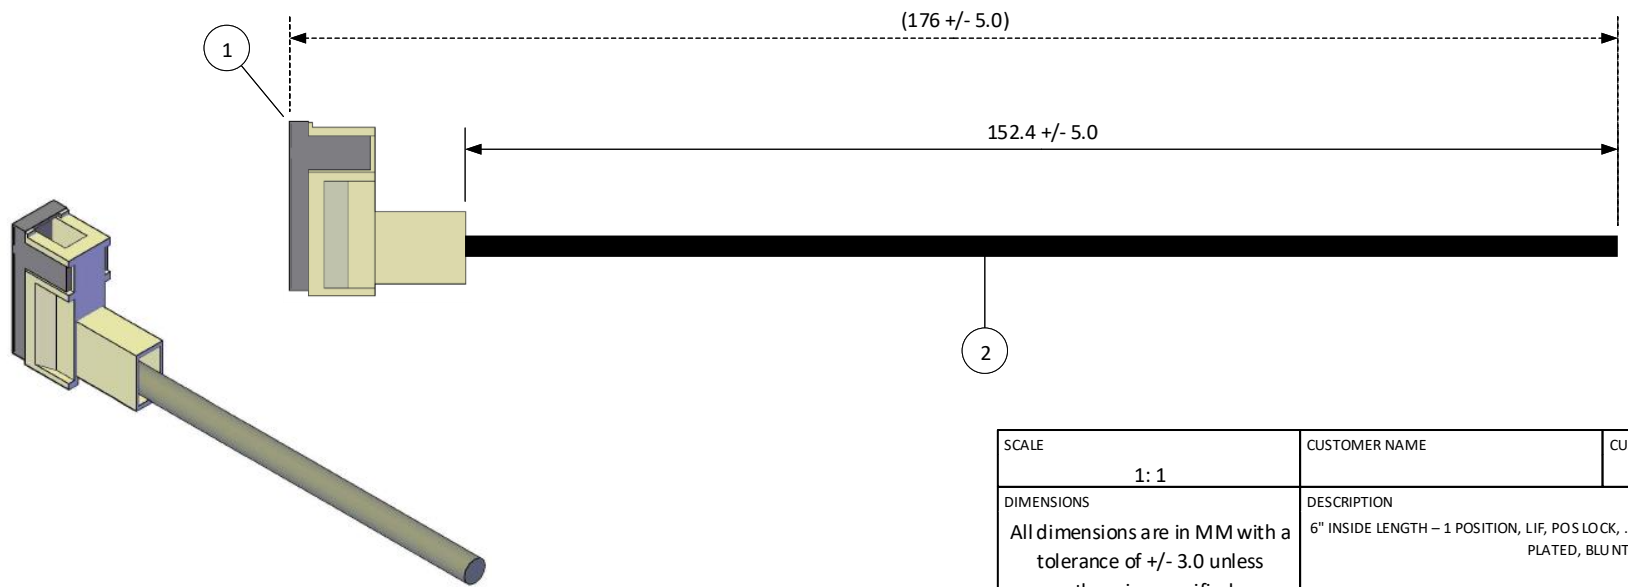 (176 +/- 5.0)
1
152.4 +/- 5.0
2
SCALE
1: 1
CUSTOMER NAME
CU
DIMENSIONS
All dimensions are in MM with a
tolerance of +/- 3.0 unless
DESCRIPTION
6" INSIDE LENGTH – 1 POSITION, LIF, POS LOCK, .
PLATED, BLUNT